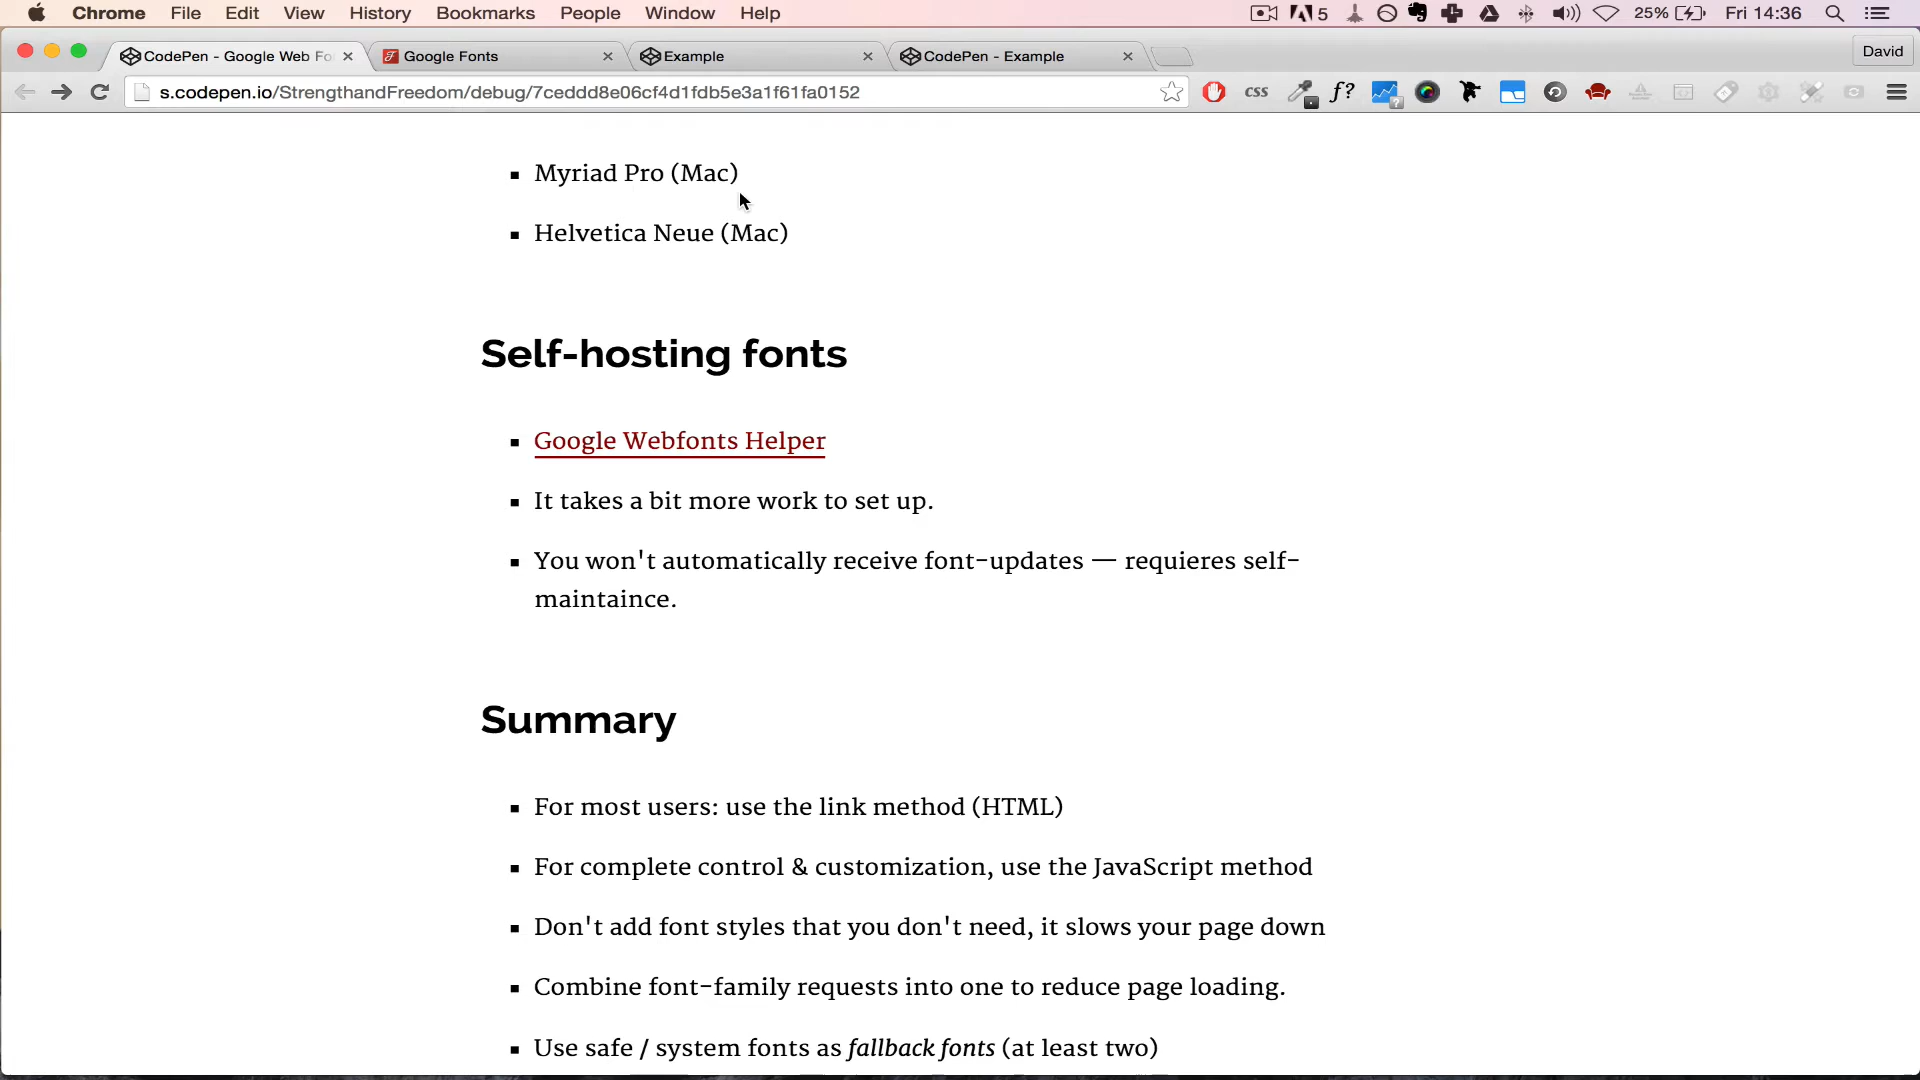 Chrome File Edit View History Bookmarks People Window Help 5 25% Fri 14:36
CodePen - Google Web Fo Google Fonts Example CodePen - Example David
s.codepen.io/StrengthandFreedom/debug/7ceddd8e06cf4d1fdb5e3a1f61fa0152 css f?
Myriad Pro (Mac)
Helvetica Neue (Mac)
Self-hosting fonts
Google Webfonts Helper
It takes a bit more work to set up.
You won't automatically receive font-updates — requieres self-
maintaince.
Summary
For most users: use the link method (HTML)
For complete control & customization, use the JavaScript method
Don't add font styles that you don't need, it slows your page down
Combine font-family requests into one to reduce page loading.
Use safe / system fonts as fallback fonts (at least two)